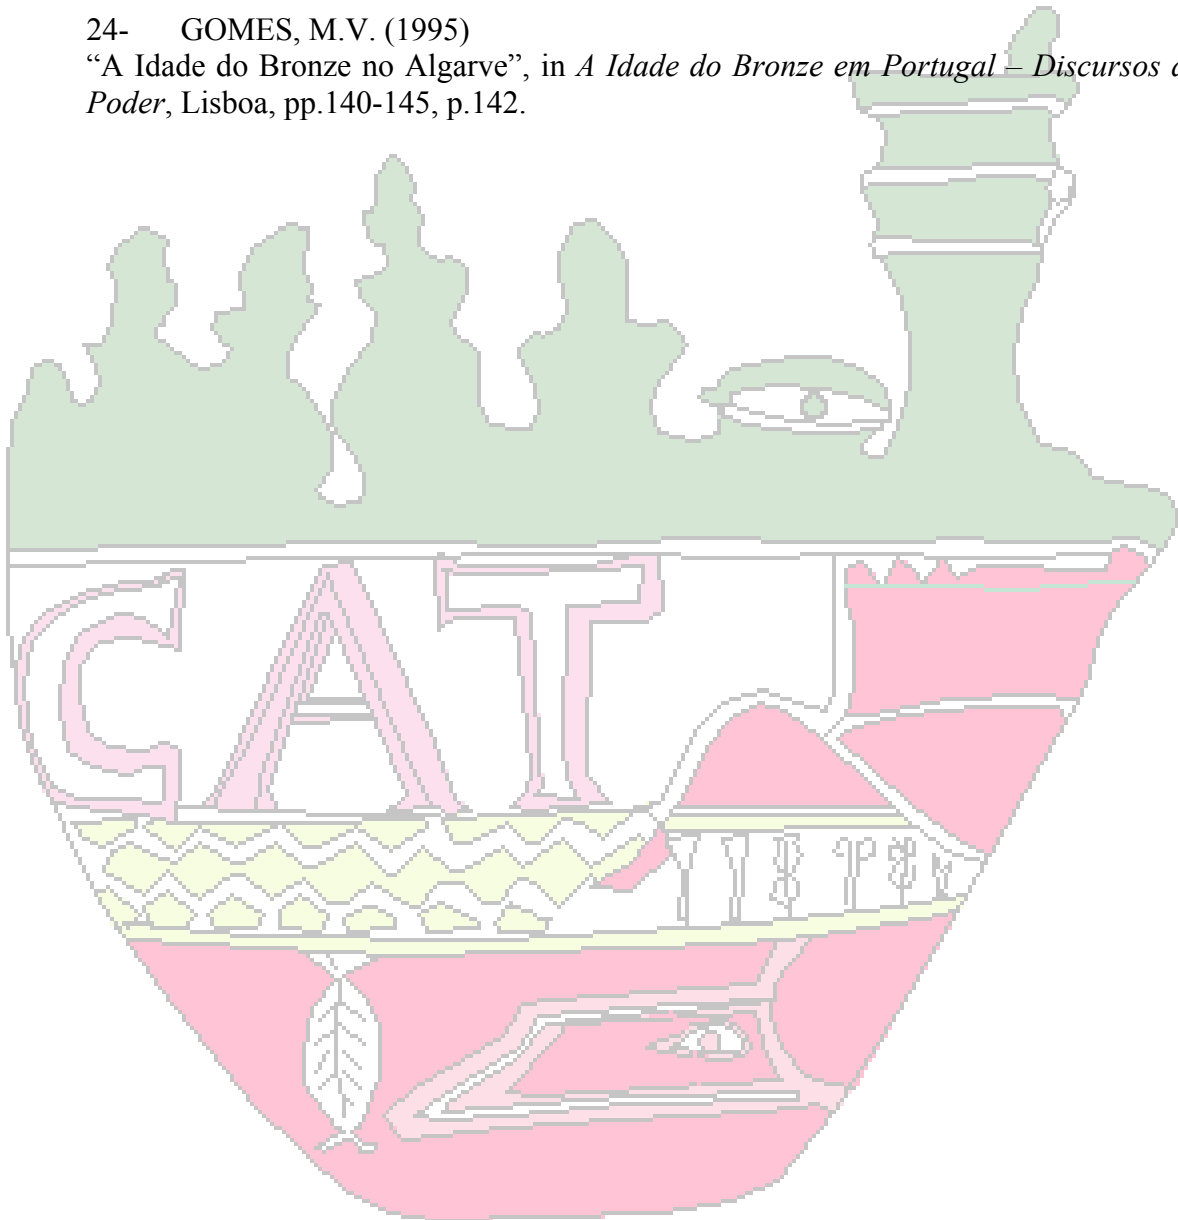 24- GOMES, M.V. (1995)
“A Idade do Bronze no Algarve”, in A Idade do Bronze em Portugal – Discursos
Poder, Lisboa, pp.140-145, p.142.
CAT